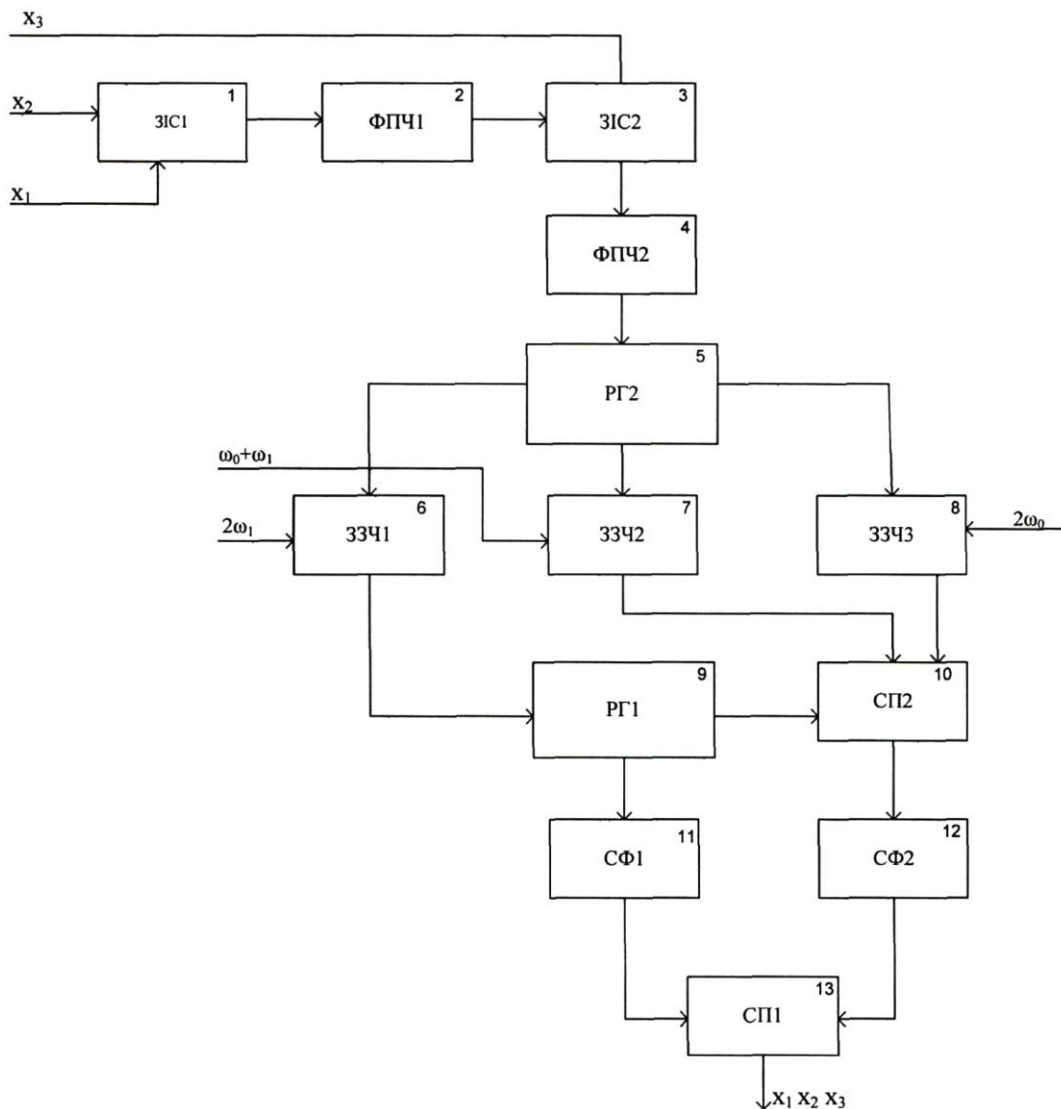 X₃
1
2
3
X₂
ЗІС1
ФПЧ1
ЗІС2
X₁
4
ФПЧ2
5
РГ2
ω₀+ω₁
6
7
8
2ω₁
ЗЗЧ1
ЗЗЧ2
ЗЗЧ3
2ω₀
9
10
РГ1
СП2
11
12
СФ1
СФ2
13
СП1
X₁ X₂ X₃